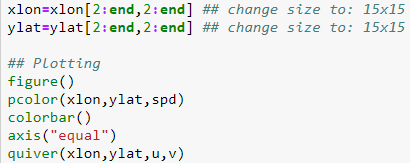 xlon=xlon[2:end,2:end] ## change size to: 15x15
ylat=ylat[2:end,2:end] ## change size to: 15x15
## Plotting
figure()
pcolor(xlon,ylat,spd)
colorbar()
axis("equal")
quiver(xlon,ylat,u,v)